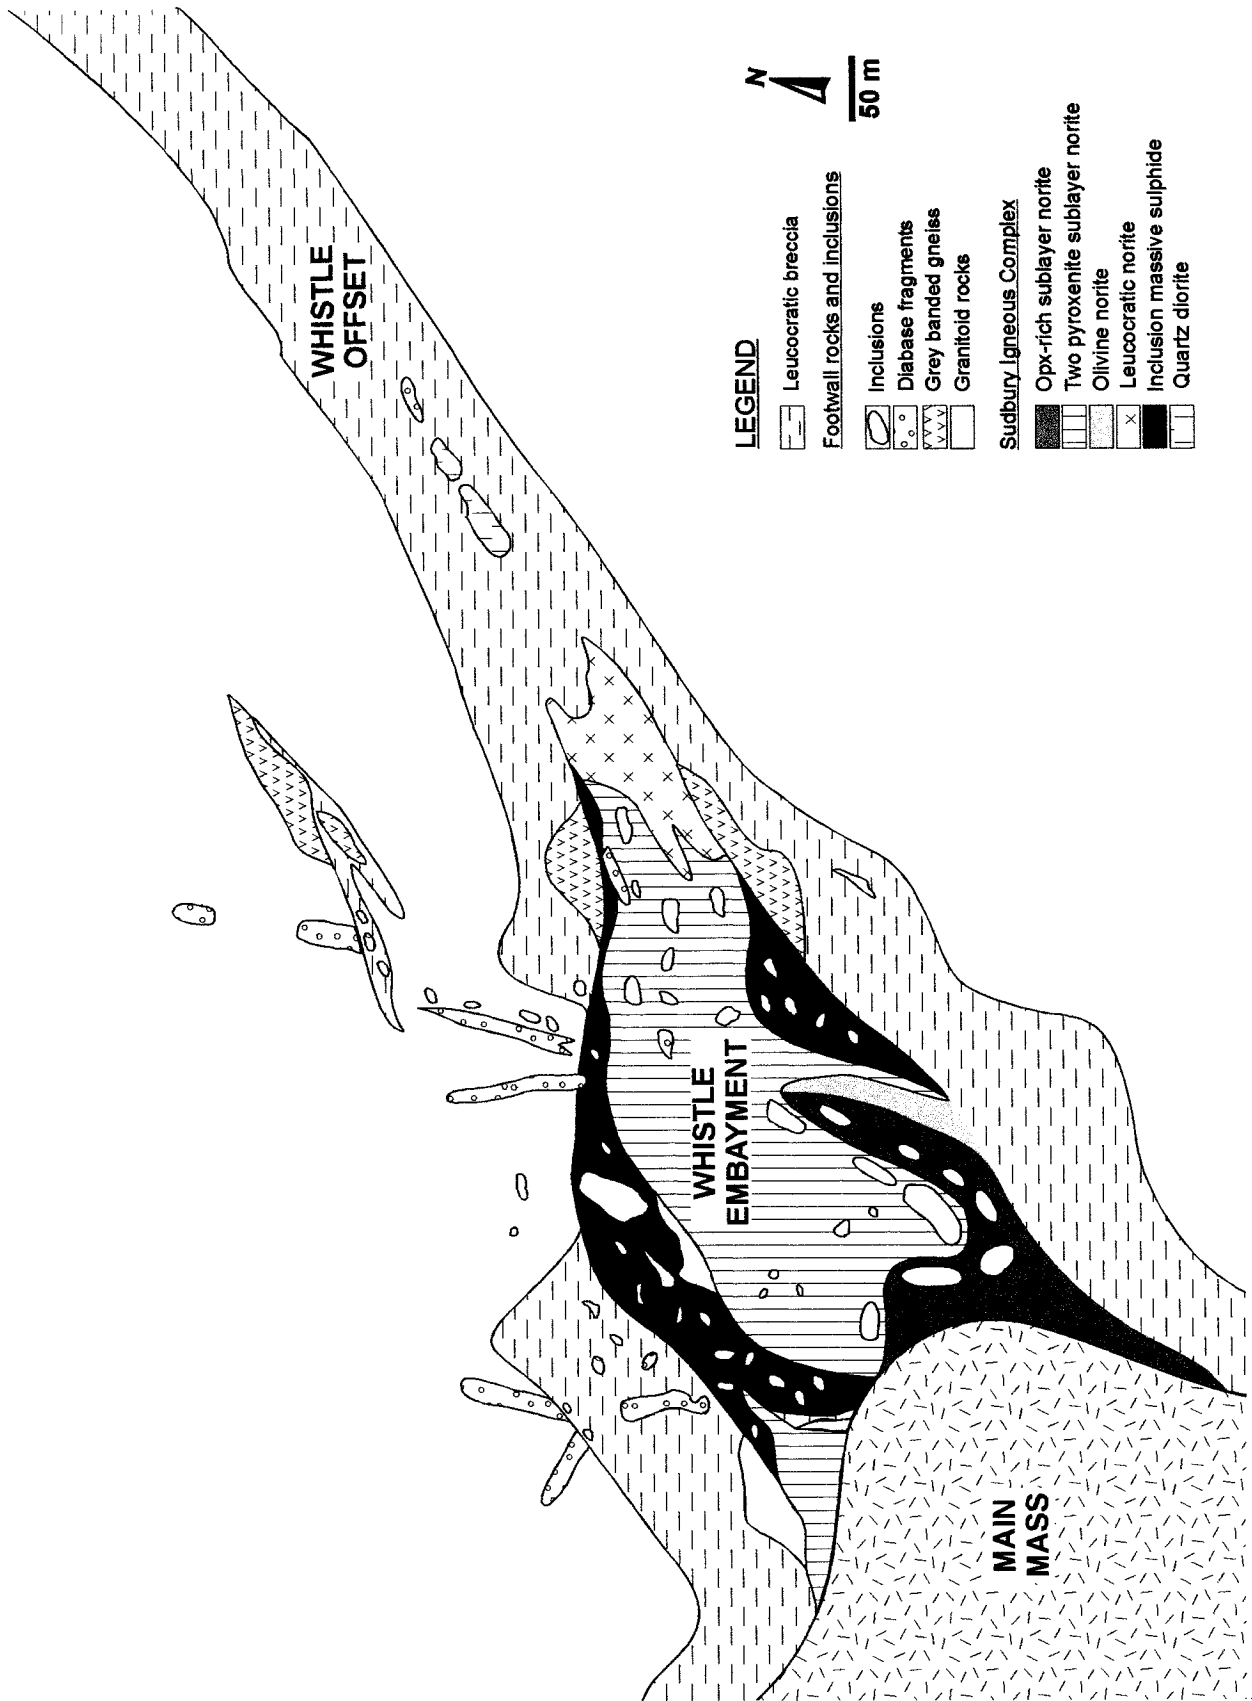 WHISTLE
OFFSET
WHISTLE
EMBAYMENT
MAIN
MASS
N
50 m
LEGEND
Leucocratic breccia
Footwall rocks and inclusions
Inclusions
Diabase fragments
Grey banded gneiss
Granitoid rocks
Sudbury Igneous Complex
Opx-rich sublayer norite
Two pyroxenite sublayer norite
Olivine norite
Leucocratic norite
Inclusion massive sulphide
Quartz diorite